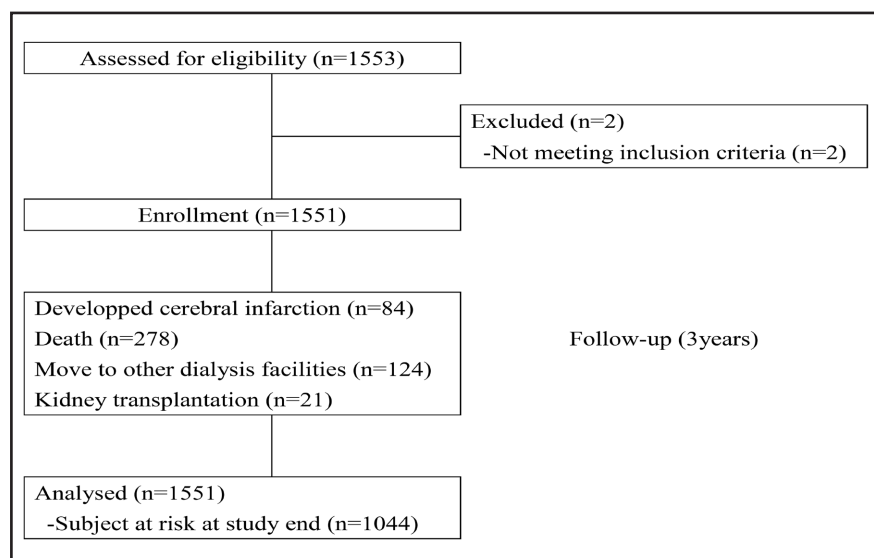 Assessed for eligibility (n=1553)
Excluded (n=2)
-Not meeting inclusion criteria (n=2)
Enrollment (n=1551)
Developped cerebral infarction (n=84)
Death (n=278)
Move to other dialysis facilities (n=124)
Kidney transplantation (n=21)
Follow-up (3years)
Analysed (n=1551)
-Subject at risk at study end (n=1044)